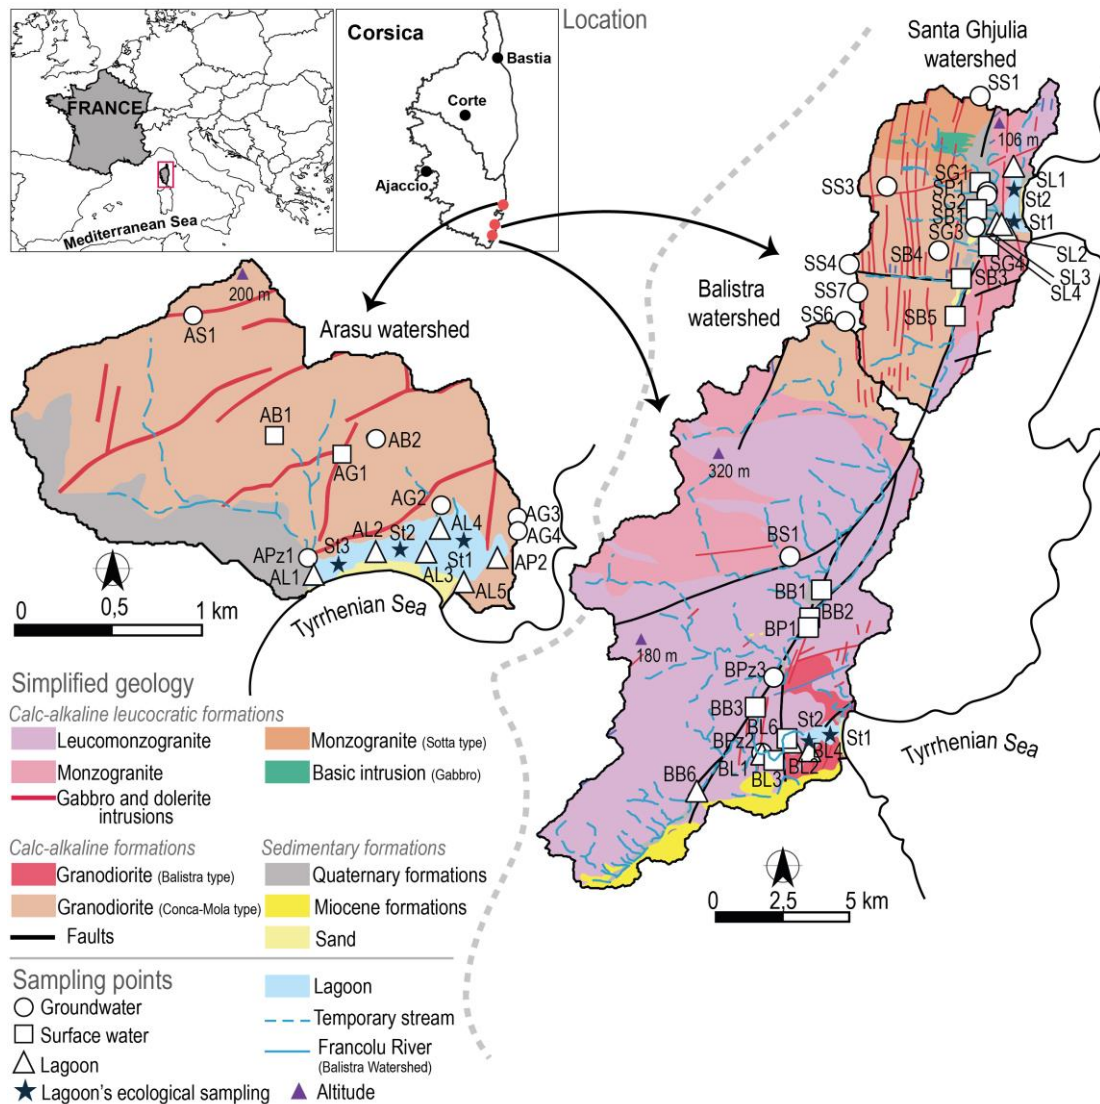 FRANCE
Mediterranean Sea
Corsica
Bastia
Corte
Ajaccio
Location
Santa Ghjulia
watershed
SS1
106 m
SG1
SP1
SG2
SB1
SG3
SL1
St2
St1
SS3
SB4
SS4
SS7
SS6
SL2
SG4
SL3
SB3
SL4
SB5
Balistra
watershed
200 m
Arasu watershed
AS1
AB1
AB2
AG1
AG2
AG3
AG4
AL2
St2
AL4
APz1
St3
St1
AP2
AL1
AL3
AL5
Tyrrhenian Sea
0 0,5 1 km
320 m
BS1
BB1
BB2
BP1
180 m
BPz3
BB3
BL6
St2
St1
BPz2
BL4
BL1
BL2
BL3
BB6
Tyrrhenian Sea
0 2,5 5 km
Simplified geology
Calc-alkaline leucocratic formations
Leucomonzogranite
Monzogranite (Sotta type)
Monzogranite
Basic intrusion (Gabbro)
Gabbro and dolerite
intrusions
Calc-alkaline formations
Sedimentary formations
Granodiorite (Balistra type)
Quaternary formations
Granodiorite (Conca-Mola type)
Miocene formations
Faults
Sand
Sampling points
Lagoon
Groundwater
Temporary stream
Surface water
Francolu River
(Balistra Watershed)
Lagoon
Lagoon's ecological sampling
Altitude